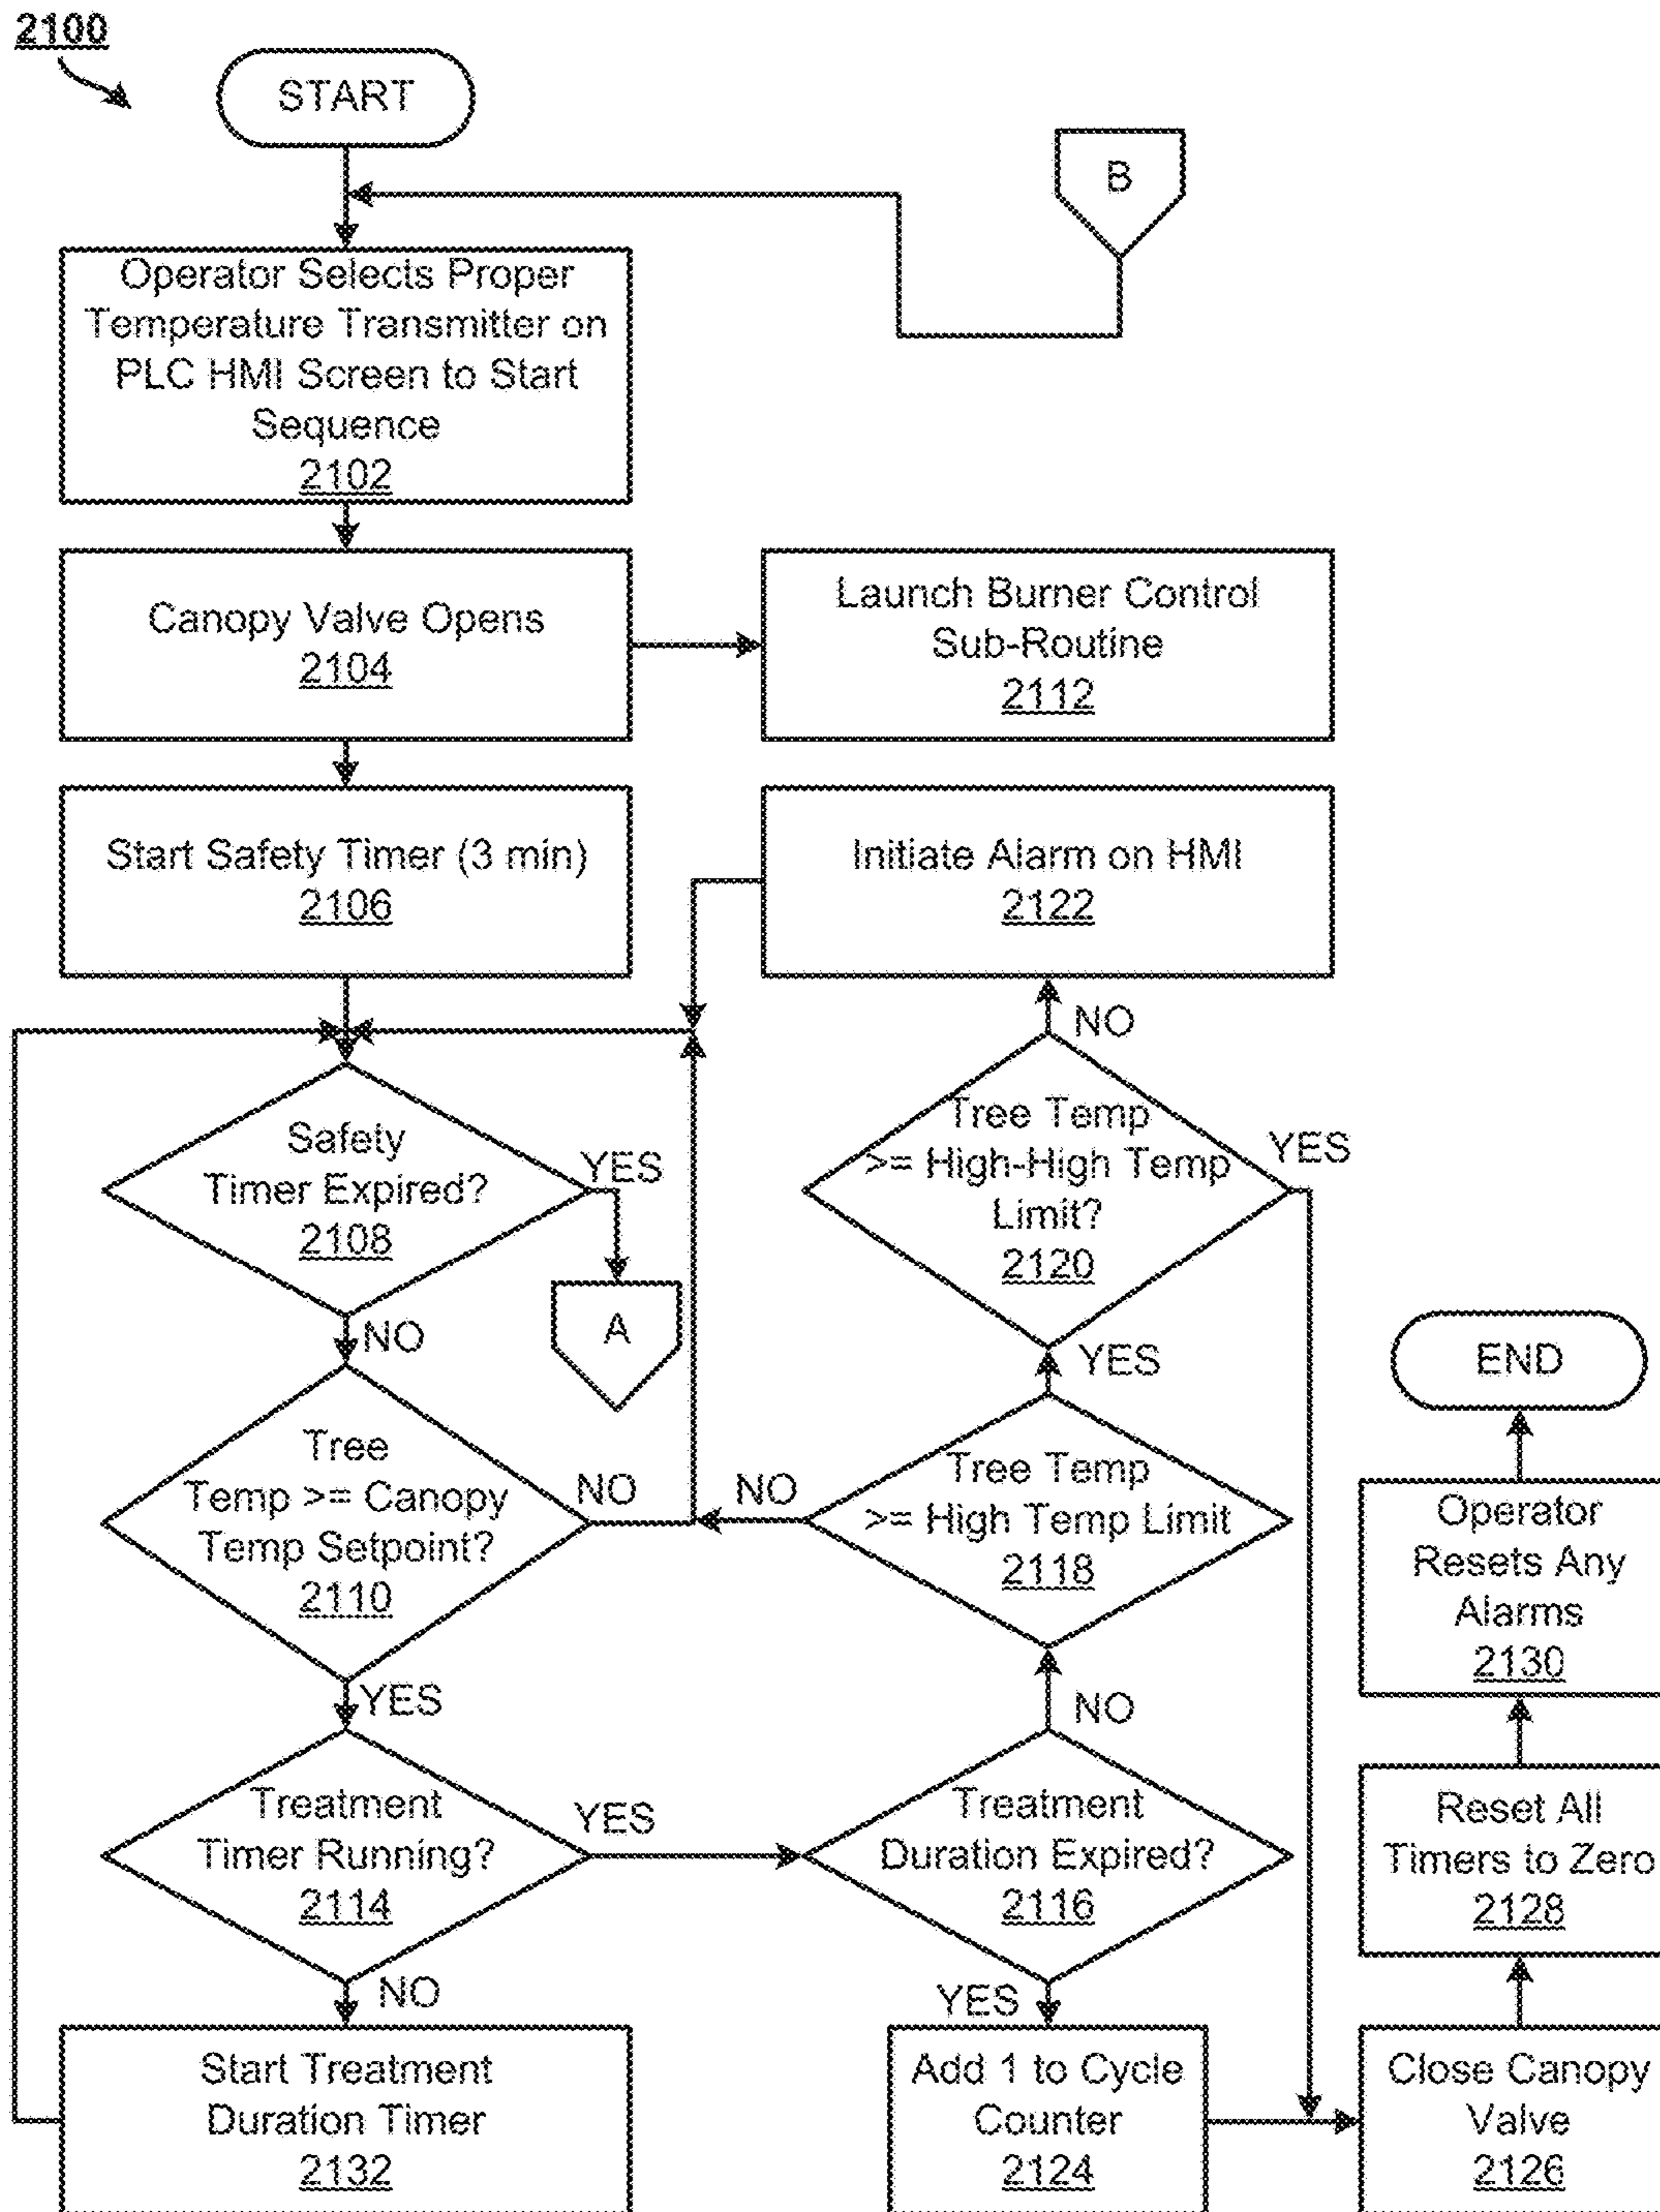 2100
START
B
Operator Selects Proper
Temperature Transmitter on
PLC HMI Screen to Start
Sequence
2102
Canopy Valve Opens
2104
Launch Burner Control
Sub-Routine
2112
Start Safety Timer (3 min)
2106
Initiate Alarm on HMI
2122
NO
Safety
Timer Expired?
2108
YES
A
NO
Tree Temp
>= High-High Temp
Limit?
2120
YES
YES
END
Tree
Temp >= Canopy
Temp Setpoint?
2110
NO
NO
Tree Temp
>= High Temp Limit
2118
Operator
Resets Any
Alarms
2130
YES
NO
Treatment
Timer Running?
2114
YES
Treatment
Duration Expired?
2116
Reset All
Timers to Zero
2128
NO
YES
Start Treatment
Duration Timer
2132
Add 1 to Cycle
Counter
2124
Close Canopy
Valve
2126